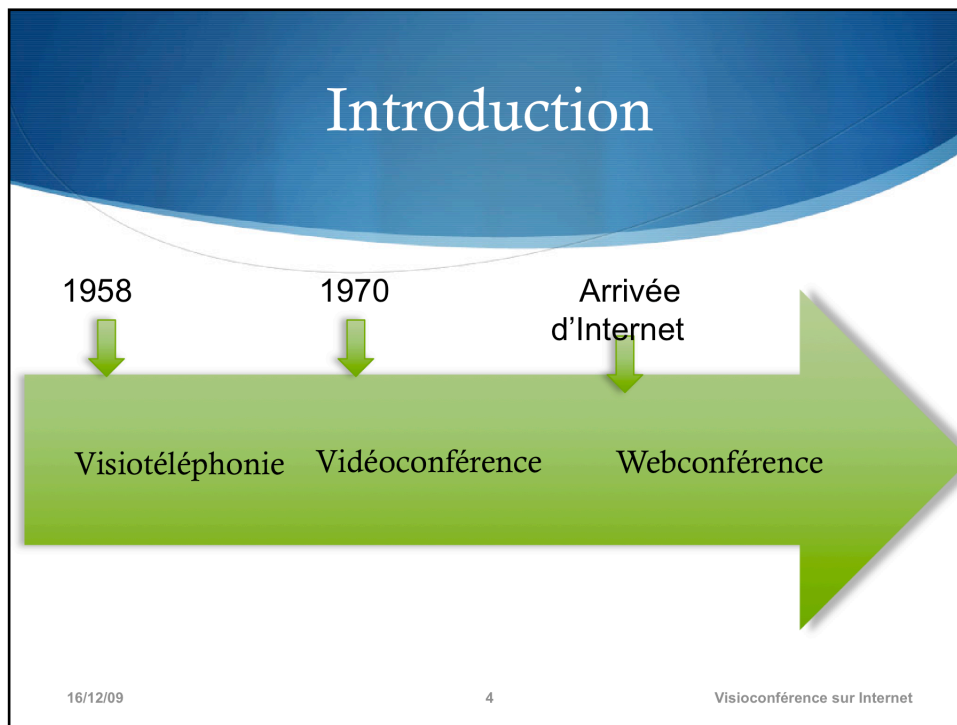 Introduction
1958
1970
Arrivée
d’Internet
Visiotéléphonie
Vidéoconférence
Webconférence
16/12/09
4
Visioconférence sur Internet